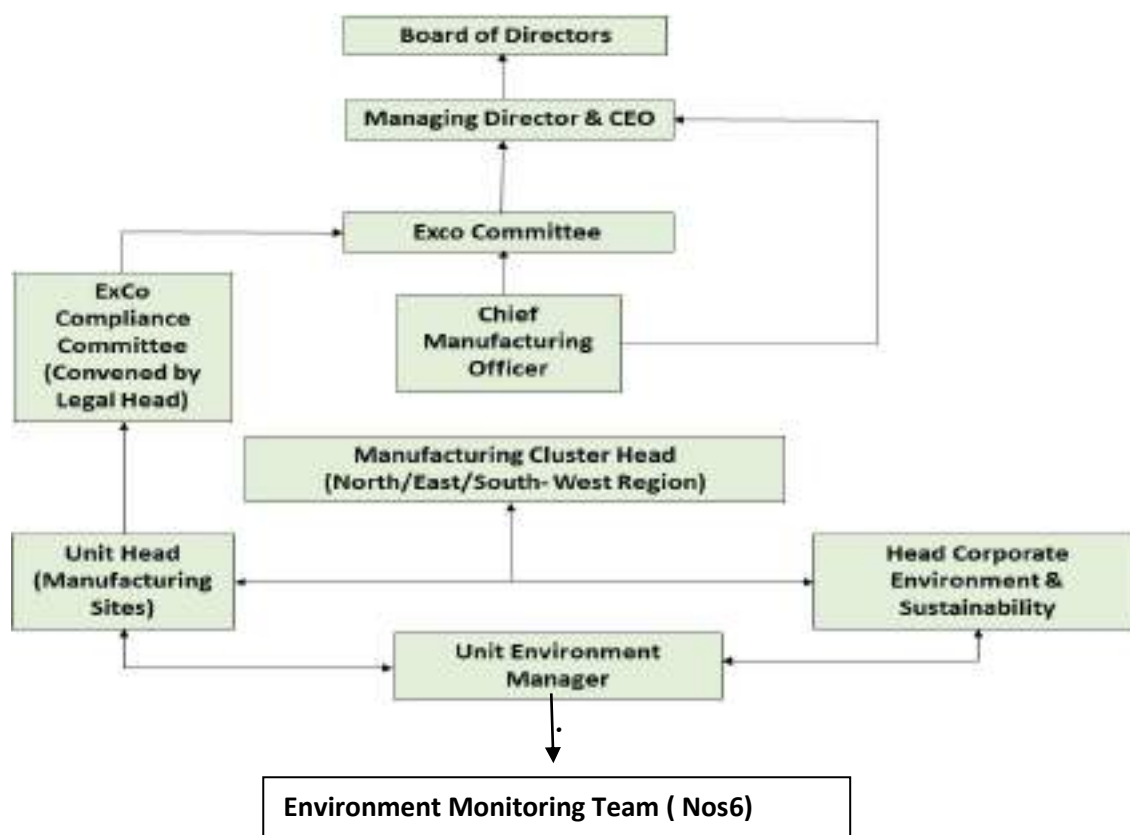 Board of Directors
Managing Director & CEO
Exco Committee
ExCo
Compliance
Committee
(Convened by
Legal Head)
Chief
Manufacturing
Officer
Manufacturing Cluster Head
(North/East/South- West Region)
Unit Head
(Manufacturing
Sites)
Head Corporate
Environment &
Sustainability
Unit Environment
Manager
.
Environment Monitoring Team ( Nos6)